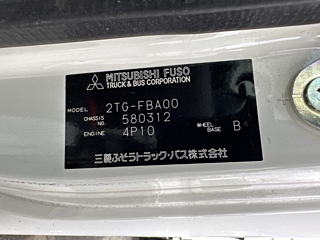 MITSUBISHI FUSO
TRUCK & BUS CORPORATION
MODEL 2TG-FBA00
CHASSIS NO. 580312
ENGINE 4P10 WHEEL BASE B
三菱ふそうトラック・バス株式会社